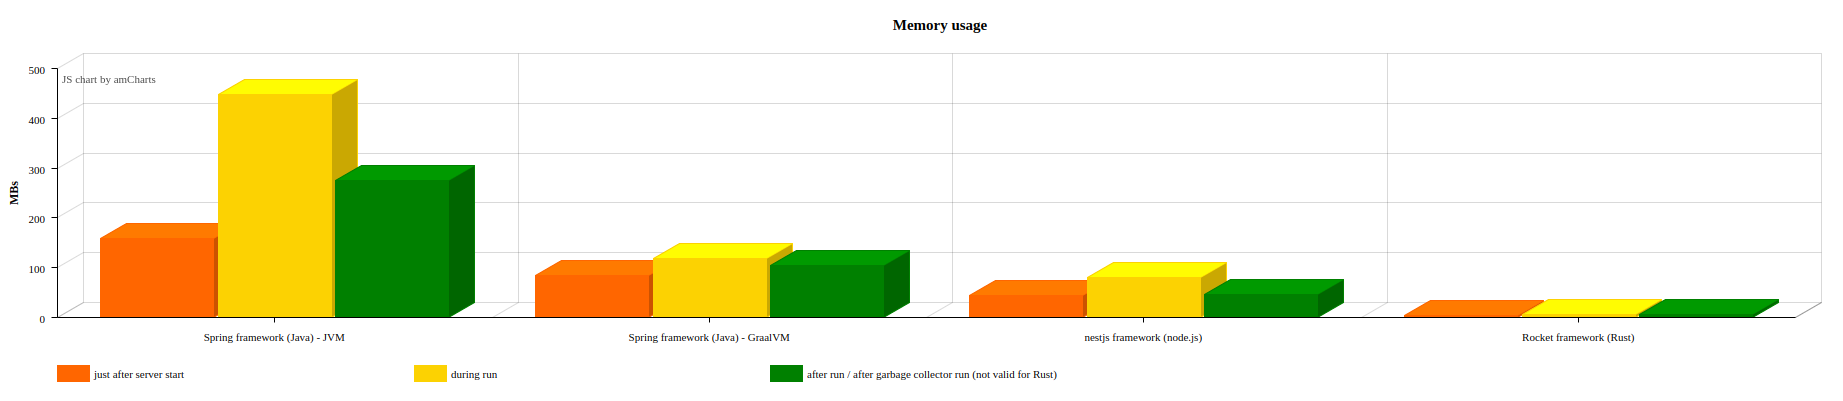 Memory usage
500
JS chart by amCharts
400
300
MBs
200
100
0
Spring framework (Java) - JVM
Spring framework (Java) - GraalVM
nestjs framework (node.js)
Rocket framework (Rust)
just after server start
during run
after run / after garbage collector run (not valid for Rust)